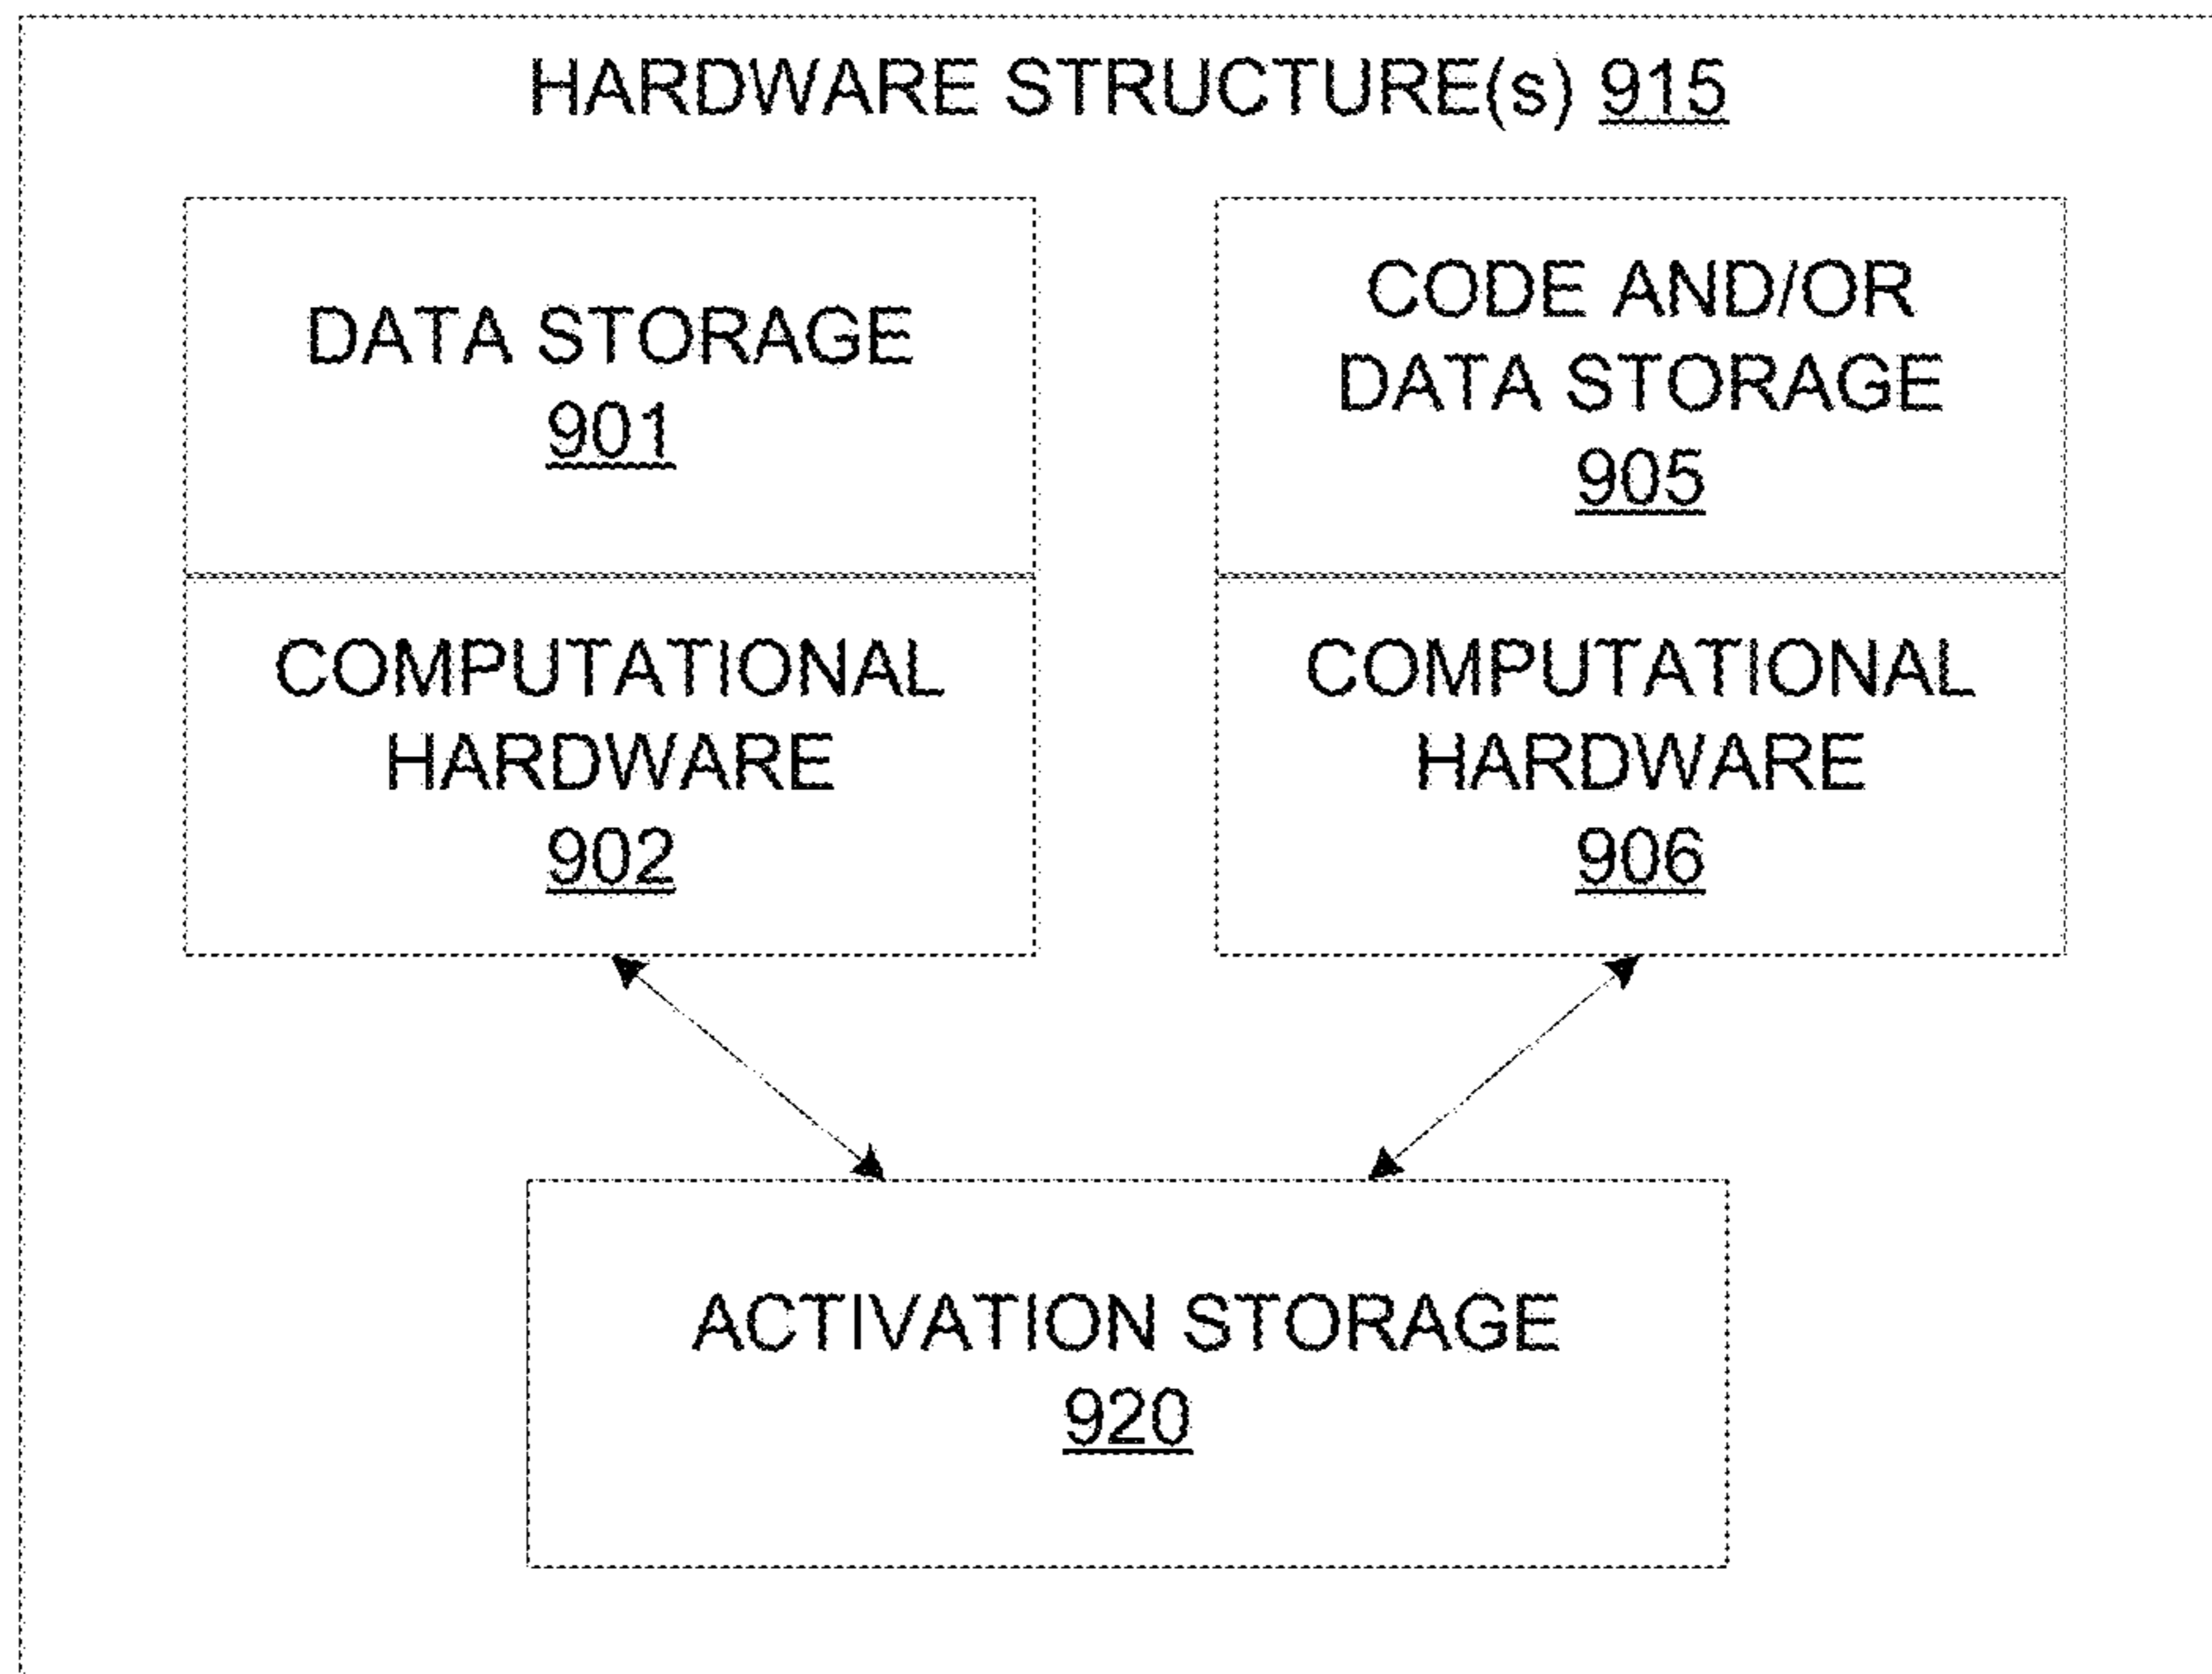 HARDWARE STRUCTURE(s) 915
DATA STORAGE
901
CODE AND/OR
DATA STORAGE
905
COMPUTATIONAL
HARDWARE
902
COMPUTATIONAL
HARDWARE
906
ACTIVATION STORAGE
920